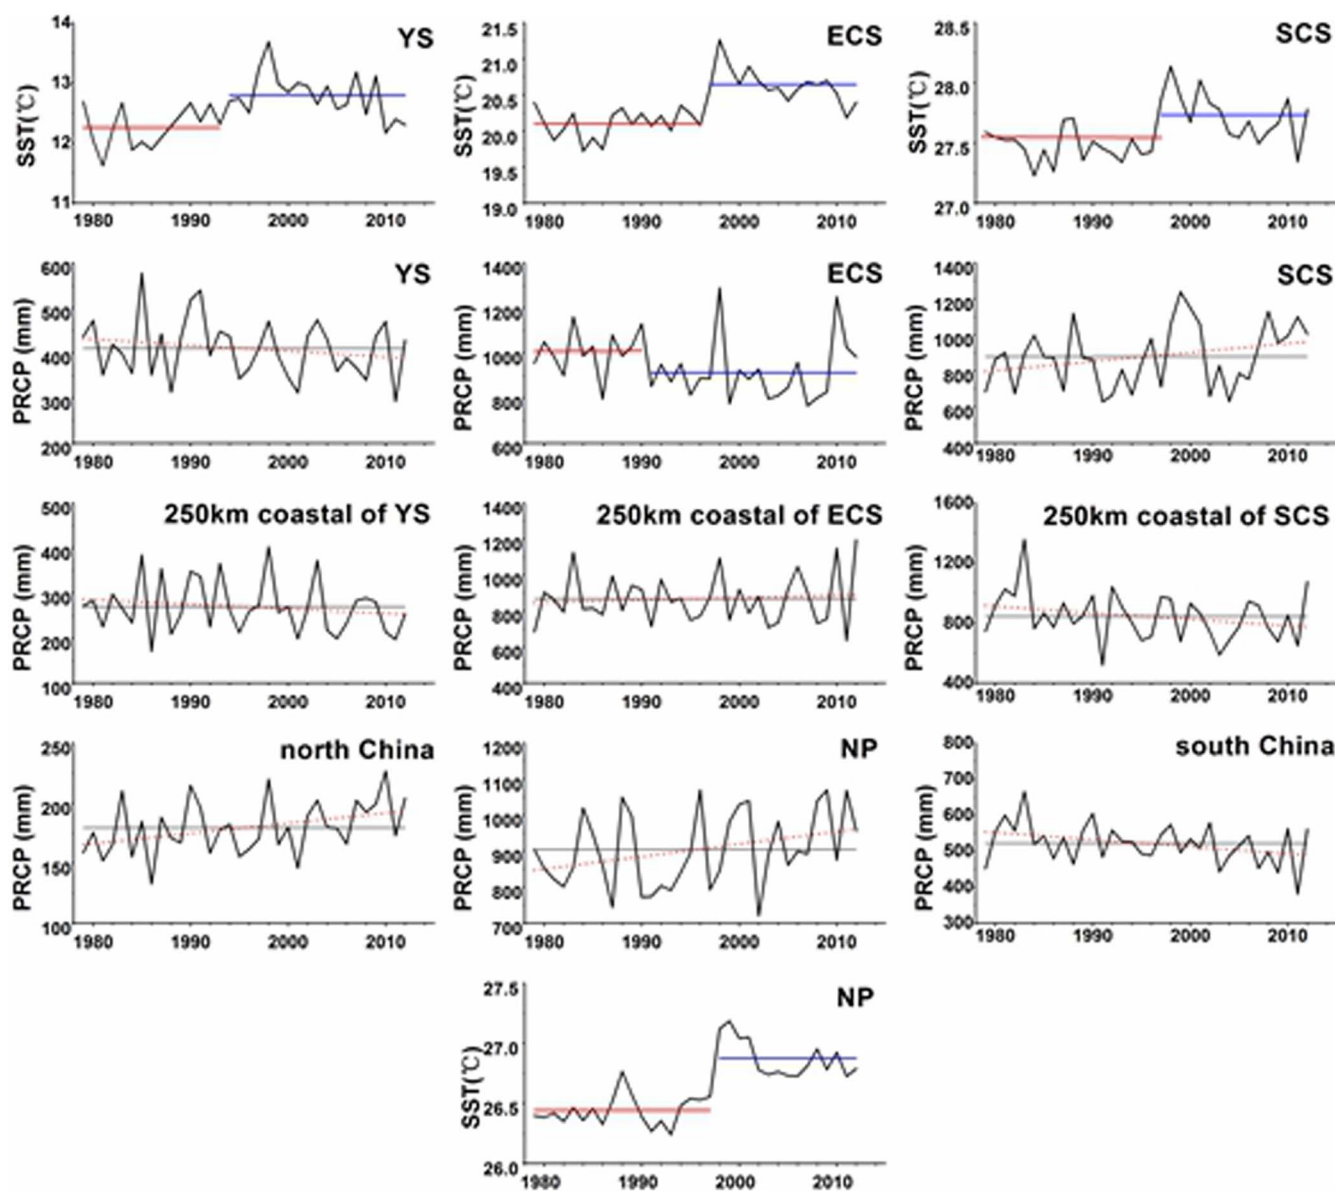 14
13
12
11
SST(℃)
YS
1980 1990 2000 2010
21.5
21.0
20.5
20.0
19.5
19.0
SST(℃)
ECS
1980 1990 2000 2010
28.5
28.0
27.5
27.0
SST(℃)
SCS
1980 1990 2000 2010
600
500
400
300
200
PRCP (mm)
YS
1980 1990 2000 2010
1400
1200
1000
800
600
PRCP (mm)
ECS
1980 1990 2000 2010
1400
1200
1000
800
600
400
PRCP (mm)
SCS
1980 1990 2000 2010
500
400
300
200
100
PRCP (mm)
250km coastal of YS
1980 1990 2000 2010
1400
1200
1000
800
600
400
PRCP (mm)
250km coastal of ECS
1980 1990 2000 2010
1600
1200
800
400
PRCP (mm)
250km coastal of SCS
1980 1990 2000 2010
250
200
150
100
PRCP (mm)
north China
1980 1990 2000 2010
1200
1100
1000
900
800
700
PRCP (mm)
NP
1980 1990 2000 2010
800
700
600
500
400
300
PRCP (mm)
south China
1980 1990 2000 2010
27.5
27.0
26.5
26.0
SST(℃)
NP
1980 1990 2000 2010